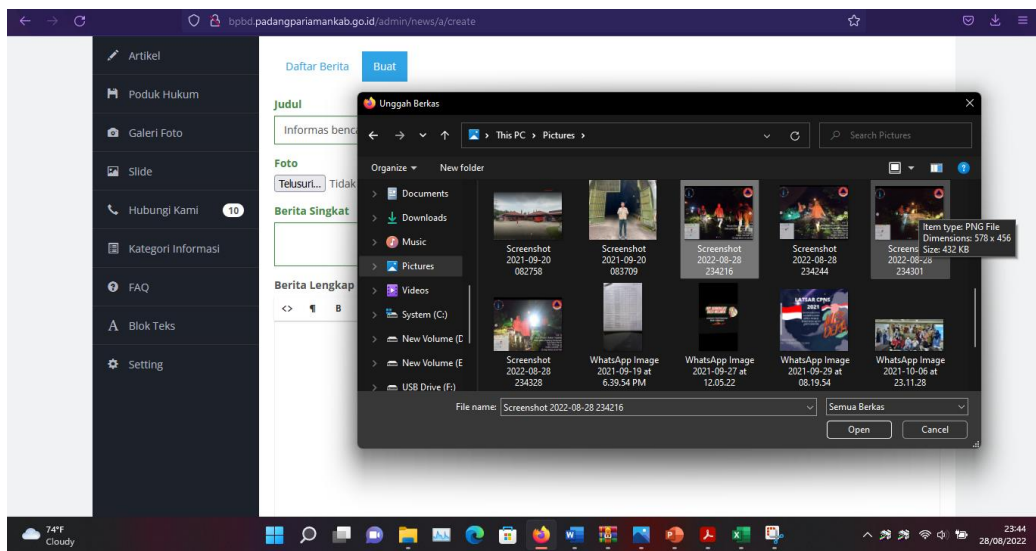 bpbd.padangpariamankab.go.id/admin/news/a/create
Artikel
Poduk Hukum
Galeri Foto
Slide
Hubungi Kami 10
Kategori Informasi
FAQ
Blok Teks
Setting
Daftar Berita Buat
Judul
Informas benc
Foto
Telusuri... Tidak
Berita Singkat
Berita Lengkap
B
Unggah Berkas
This PC > Pictures >
Search Pictures
Organize New folder
Documents
Downloads
Music
Pictures
Videos
System (C:)
New Volume (D
New Volume (E
USB Drive (F:)
Screenshot 2021-09-20 082758
Screenshot 2021-09-20 083709
Screenshot 2022-08-28 234216
Screenshot 2022-08-28 234244
Screens 2022-08-28 234301
Item type: PNG File
Dimensions: 578 x 456
Size: 432 KB
Screenshot 2022-08-28 234328
WhatsApp Image 2021-09-19 at 6.39.54 PM
WhatsApp Image 2021-09-27 at 12.05.22
LATSAR CPNS 2021
WhatsApp Image 2021-09-29 at 08.19.54
WhatsApp Image 2021-10-06 at 23.11.28
File name: Screenshot 2022-08-28 234216
Semua Berkas
Open Cancel
74°F
Cloudy
23:44
28/08/2022